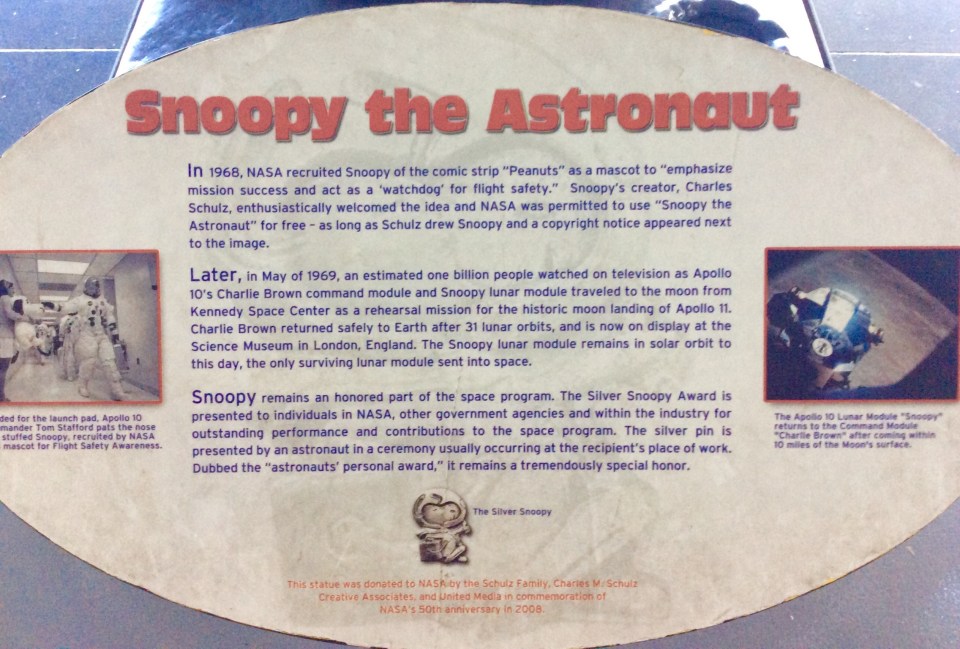 Snoopy the Astronaut
In 1968, NASA recruited Snoopy of the comic strip "Peanuts" as a mascot to "emphasize
mission success and act as a 'watchdog' for flight safety." Snoopy's creator, Charles
Schulz, enthusiastically welcomed the idea and NASA was permitted to use "Snoopy the
Astronaut" for free – as long as Schulz drew Snoopy and a copyright notice appeared next
to the image.
Later, in May of 1969, an estimated one billion people watched on television as Apollo
10's Charlie Brown command module and Snoopy lunar module traveled to the moon from
Kennedy Space Center as a rehearsal mission for the historic moon landing of Apollo 11.
Charlie Brown returned safely to Earth after 31 lunar orbits, and is now on display at the
Science Museum in London, England. The Snoopy lunar module remains in solar orbit to
this day, the only surviving lunar module sent into space.
Snoopy remains an honored part of the space program. The Silver Snoopy Award is
presented to individuals in NASA, other government agencies and within the industry for
outstanding performance and contributions to the space program. The silver pin is
presented by an astronaut in a ceremony usually occurring at the recipient's place of work.
Dubbed the "astronauts' personal award," it remains a tremendously special honor.
ded for the launch pad, Apollo 10
mander Tom Stafford pats the nose
stuffed Snoopy, recruited by NASA
mascot for Flight Safety Awareness.
The Apollo 10 Lunar Module "Snoopy"
returns to the Command Module
"Charlie Brown" after coming within
10 miles of the Moon's surface.
The Silver Snoopy
This statue was donated to NASA by the Schulz Family, Charles M. Schulz
Creative Associates, and United Media in commemoration of
NASA's 50th anniversary in 2008.